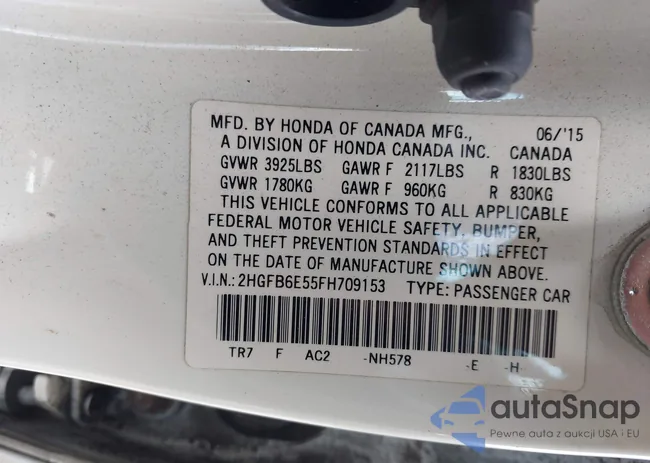 MFD. BY HONDA OF CANADA MFG., 06/'15
A DIVISION OF HONDA CANADA INC. CANADA
GVWR 3925LBS GAWR F 2117LBS R 1830LBS
GVWR 1780KG GAWR F 960KG R 830KG
THIS VEHICLE CONFORMS TO ALL APPLICABLE
FEDERAL MOTOR VEHICLE SAFETY, BUMPER,
AND THEFT PREVENTION STANDARDS IN EFFECT
ON THE DATE OF MANUFACTURE SHOWN ABOVE.
V.I.N.: 2HGFB6E55FH709153 TYPE: PASSENGER CAR
TR7 F AC2 -NH578 -E -H-
autaSnap
Pewne auta z aukcji USA i EU